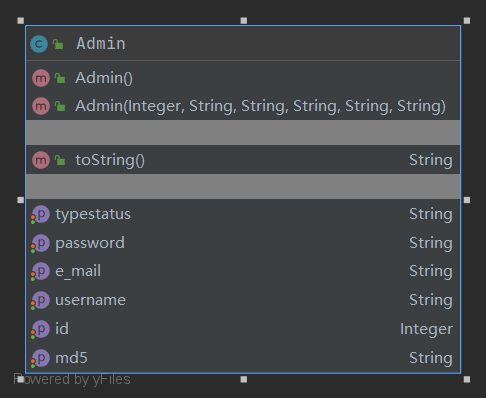 C Admin
m Admin()
m Admin(Integer, String, String, String, String, String)
m toString() String
p typestatus String
p password String
p e_mail String
p username String
p id Integer
p md5 String
Powered by yFiles